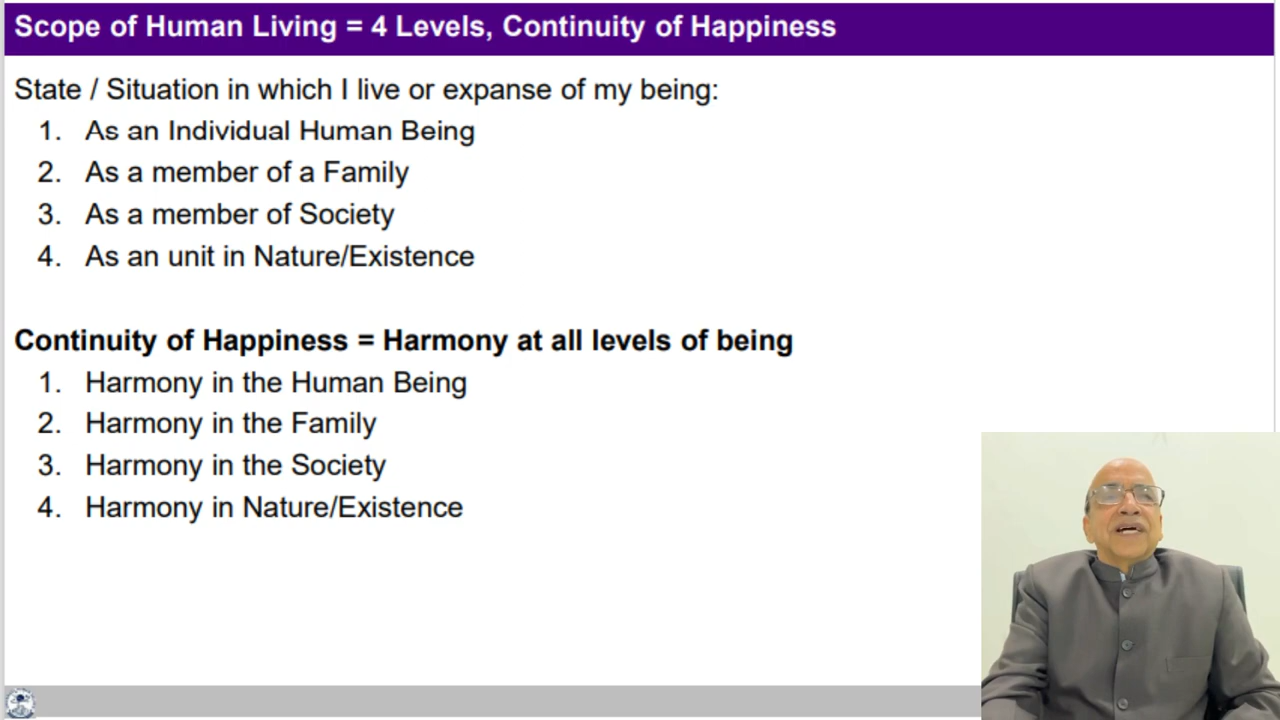 Scope of Human Living = 4 Levels, Continuity of Happiness
State / Situation in which I live or expanse of my being:
1. As an Individual Human Being
2. As a member of a Family
3. As a member of Society
4. As an unit in Nature/Existence
Continuity of Happiness = Harmony at all levels of being
1. Harmony in the Human Being
2. Harmony in the Family
3. Harmony in the Society
4. Harmony in Nature/Existence